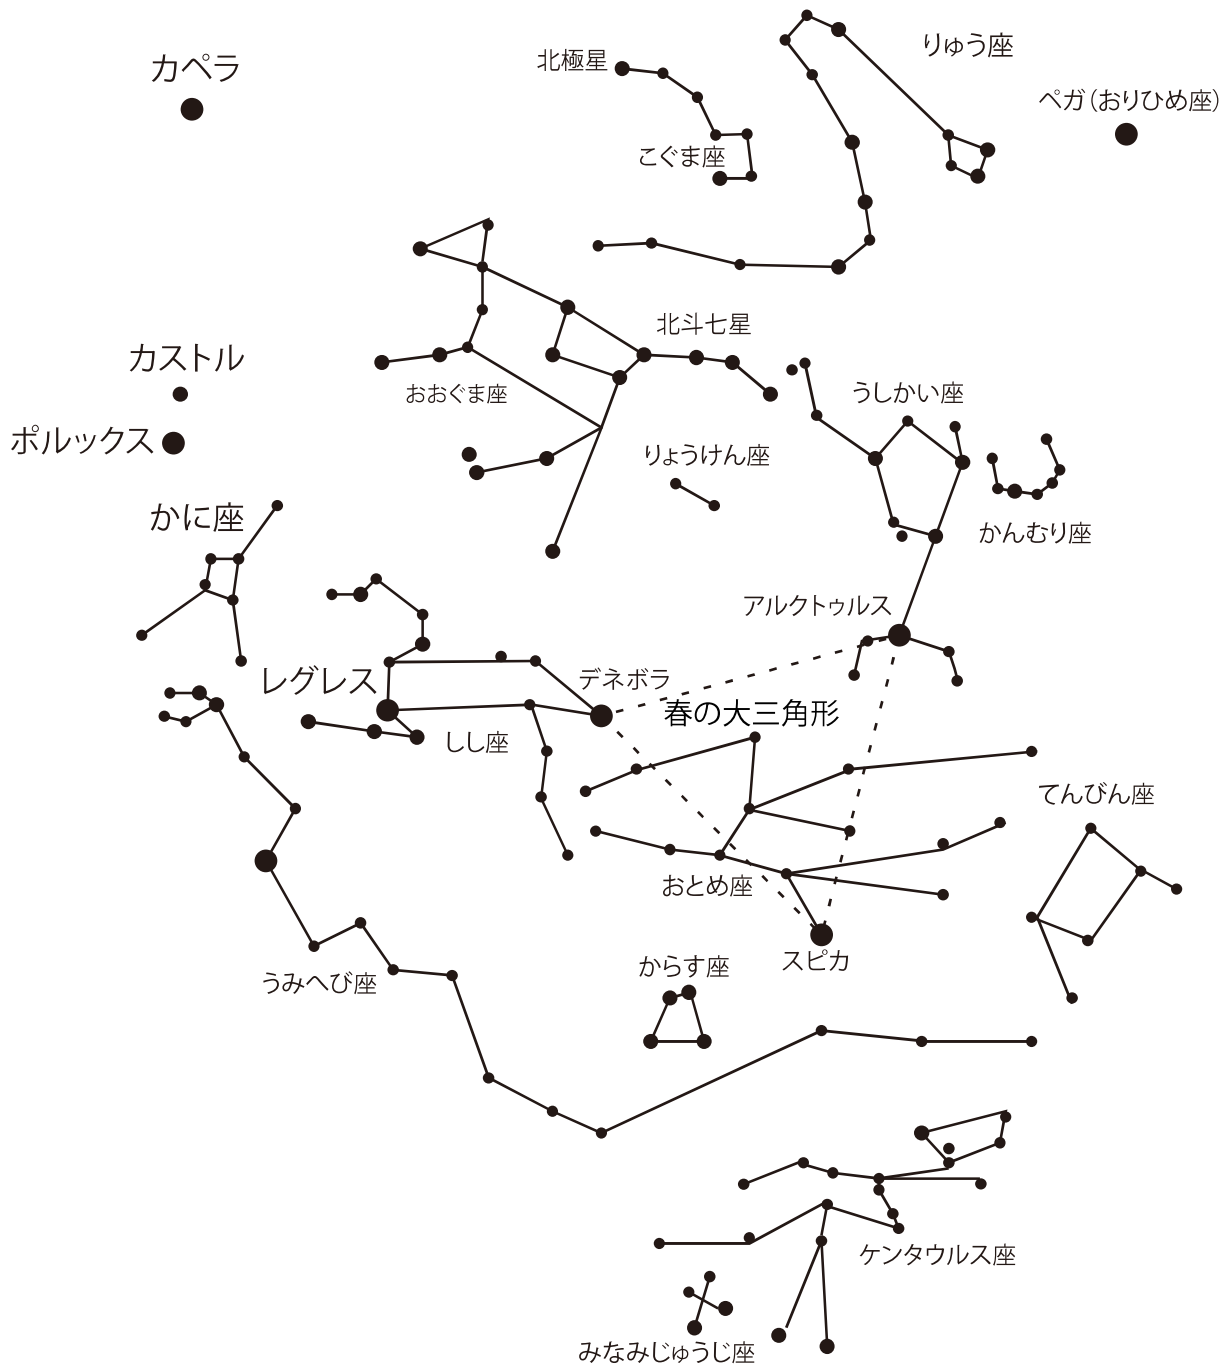 りゅう座
北極星
カペラ
ペガ(おりひめ座)
こぐま座
北斗七星
カストル
おおぐま座
うしかい座
ポルックス
りょうけん座
かに座
かんむり座
アルクトゥルス
レグレス
デネボラ
春の大三角形
しし座
てんびん座
おとめ座
スピカ
からす座
うみへび座
ケンタウルス座
みなみじゅうじ座